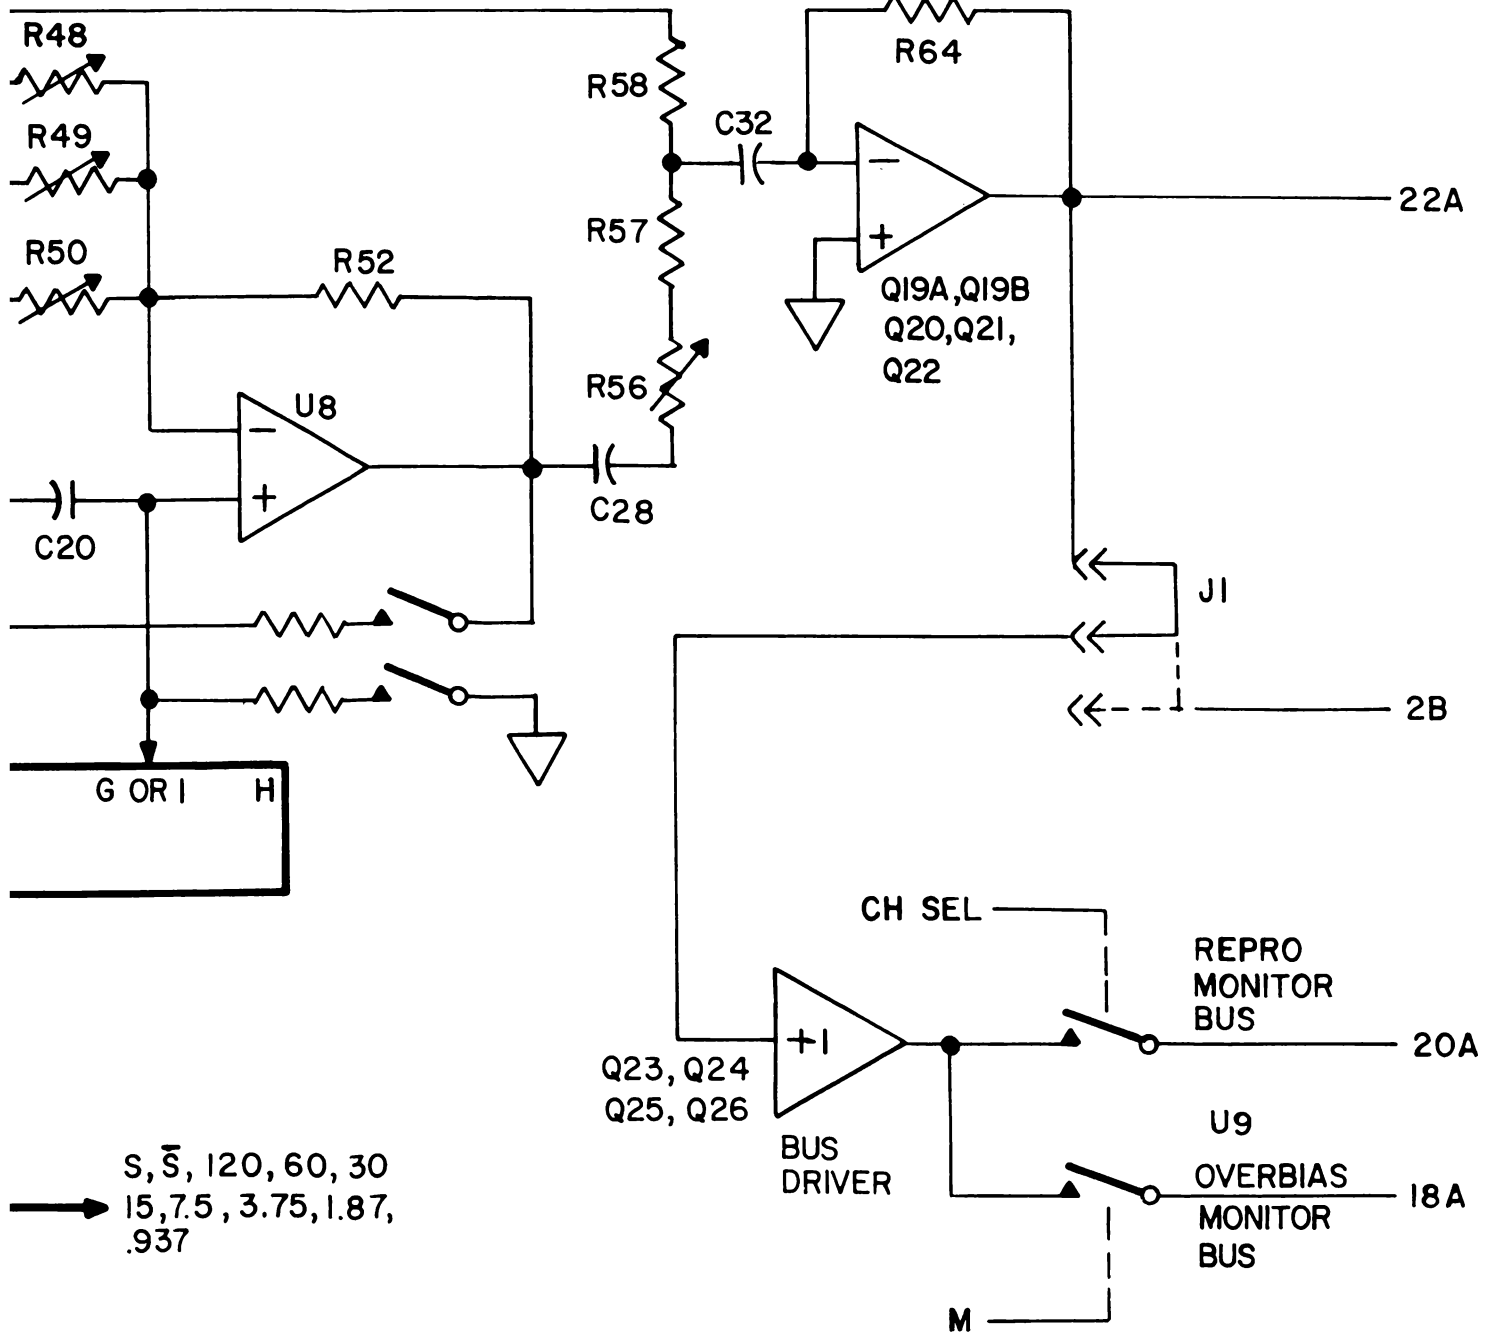 R48
R49
R50
R52
U8
−
+
C20
C28
R58
R57
R56
C32
R64
−
+
Q19A,Q19B
Q20,Q21,
Q22
22A
J1
2B
G OR I
H
CH SEL
REPRO
MONITOR
BUS
20A
+1
Q23, Q24
Q25, Q26
BUS
DRIVER
U9
OVERBIAS
MONITOR
BUS
18A
M
S, S̅, 120, 60, 30
15,7.5, 3.75, 1.87,
.937